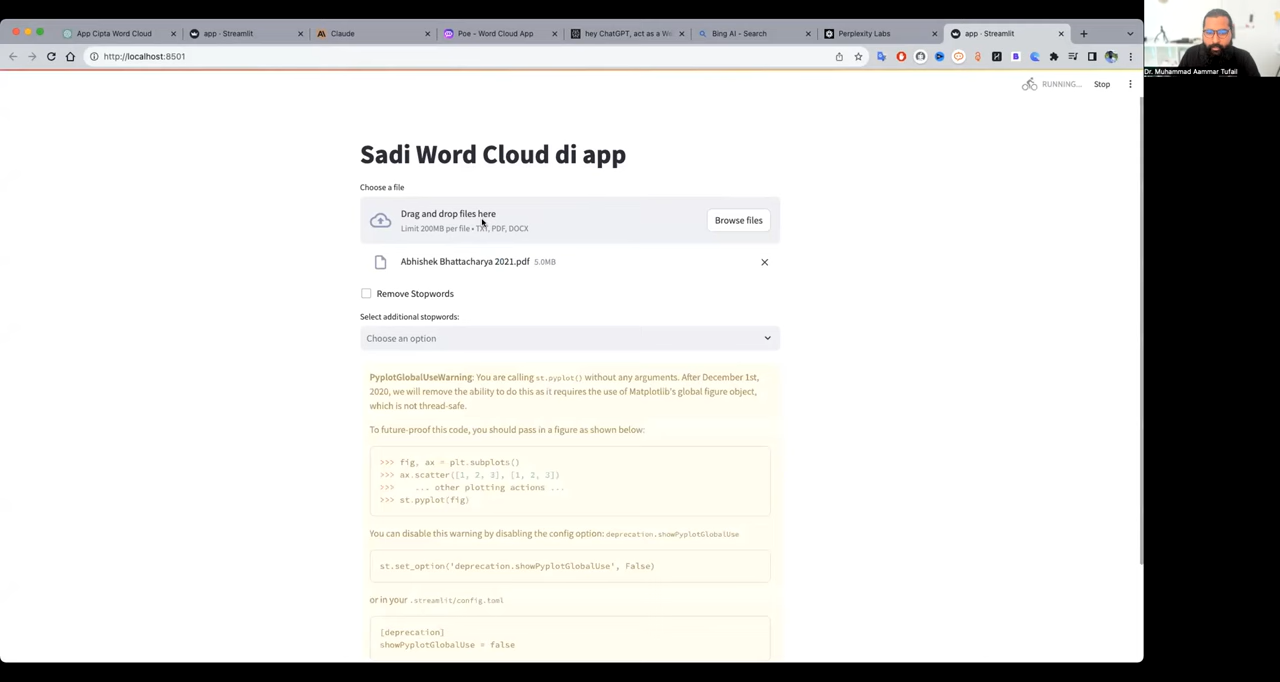 App Cipta Word Cloud
app · Streamlit
Claude
Poe - Word Cloud App
hey ChatGPT, act as a We
Bing AI - Search
Perplexity Labs
app · Streamlit
http://localhost:8501
Dr. Muhammad Aammar Tufail
RUNNING...
Stop
Sadi Word Cloud di app
Choose a file
Drag and drop files here
Limit 200MB per file • TXT, PDF, DOCX
Browse files
Abhishek Bhattacharya 2021.pdf 5.0MB
Remove Stopwords
Select additional stopwords:
Choose an option
PyplotGlobalUseWarning: You are calling st.pyplot() without any arguments. After December 1st,
2020, we will remove the ability to do this as it requires the use of Matplotlib's global figure object,
which is not thread-safe.
To future-proof this code, you should pass in a figure as shown below:
>>> fig, ax = plt.subplots()
>>> ax.scatter([1, 2, 3], [1, 2, 3])
>>> ... other plotting actions ...
>>> st.pyplot(fig)
You can disable this warning by disabling the config option: deprecation.showPyplotGlobalUse
st.set_option('deprecation.showPyplotGlobalUse', False)
or in your .streamlit/config.toml
[deprecation]
showPyplotGlobalUse = false